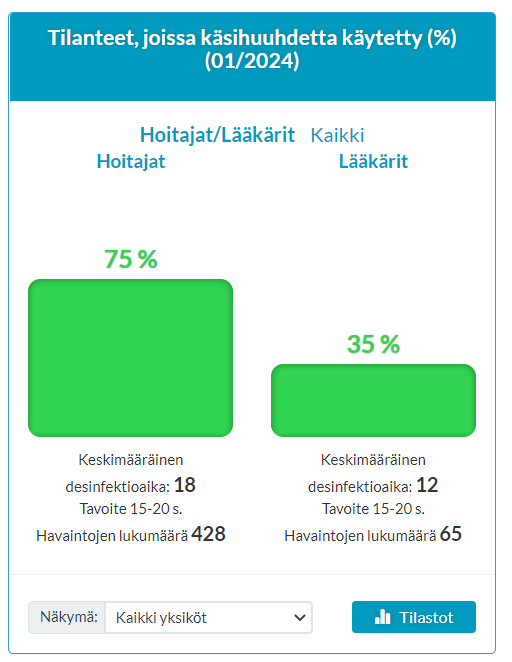 Tilanteet, joissa käsihuuhdetta käytetty (%)
(01/2024)
Hoitajat/Lääkärit Kaikki
Hoitajat
Lääkärit
75 %
35 %
Keskimääräinen
desinfektioaika: 18
Tavoite 15-20 s.
Havaintojen lukumäärä 428
Keskimääräinen
desinfektioaika: 12
Tavoite 15-20 s.
Havaintojen lukumäärä 65
Näkymä: Kaikki yksiköt
Tilastot